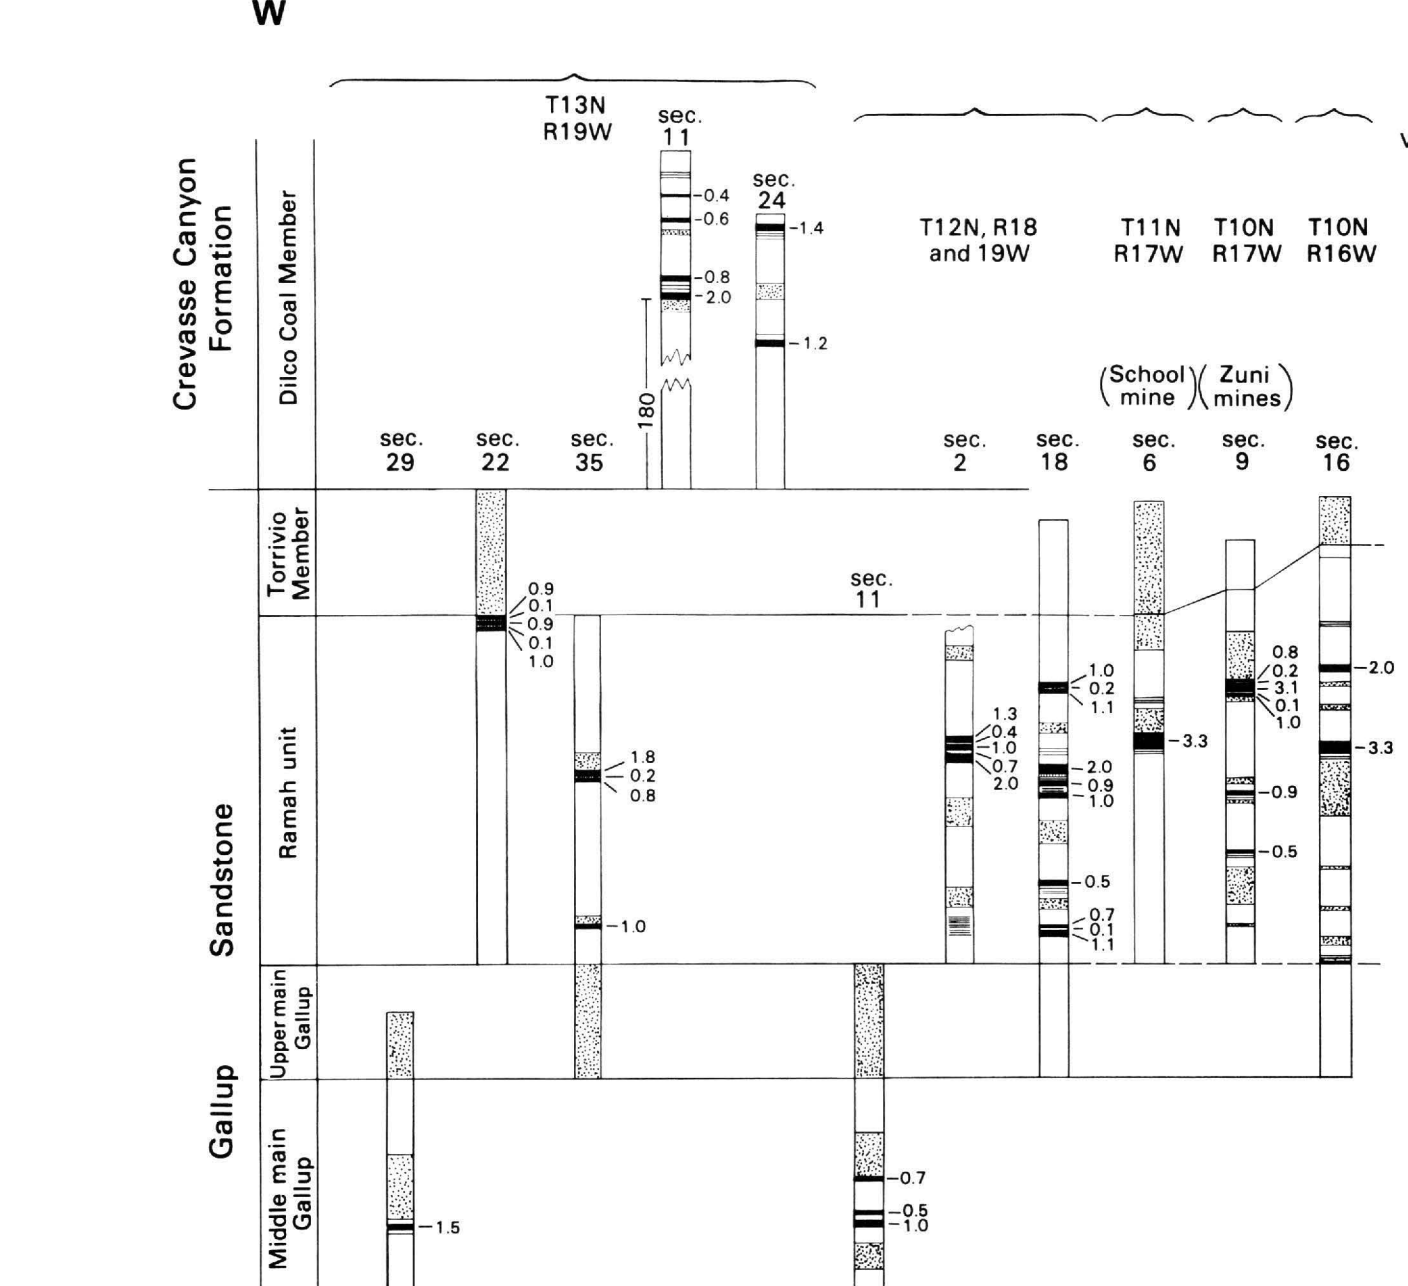 W
T13N
R19W
sec.
11
sec.
24
0.4
0.6
0.8
2.0
1.4
1.2
180
Crevasse Canyon
Formation
Dilco Coal Member
T12N, R18
and 19W
T11N
R17W
T10N
R17W
T10N
R16W
(School
mine)
(Zuni
mines)
sec.
29
sec.
22
sec.
35
sec.
2
sec.
18
sec.
6
sec.
9
sec.
16
Torrivio
Member
sec.
11
0.9
0.1
0.9
0.1
1.0
Ramah unit
1.8
0.2
0.8
1.0
1.3
0.4
1.0
0.7
2.0
1.0
0.2
1.1
2.0
0.9
1.0
0.5
0.7
0.1
1.1
3.3
0.8
0.2
3.1
0.1
1.0
0.9
0.5
2.0
3.3
Gallup Sandstone
Upper main
Gallup
Middle main
Gallup
1.5
0.7
0.5
1.0